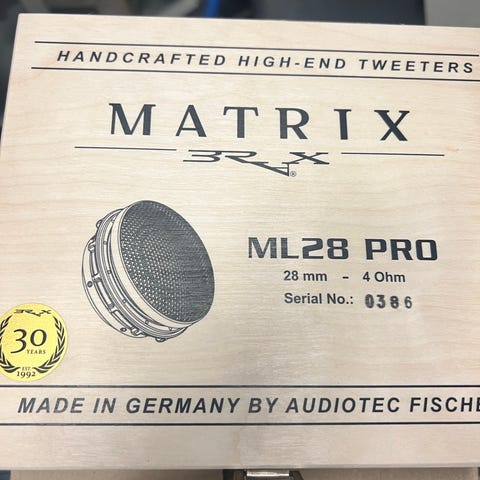 HANDCRAFTED HIGH-END TWEETERS
MATRIX
BRAX®
ML28 PRO
28 mm - 4 Ohm
Serial No.: 0386
BRAX
30
YEARS
EST
1992
MADE IN GERMANY BY AUDIOTEC FISCHE